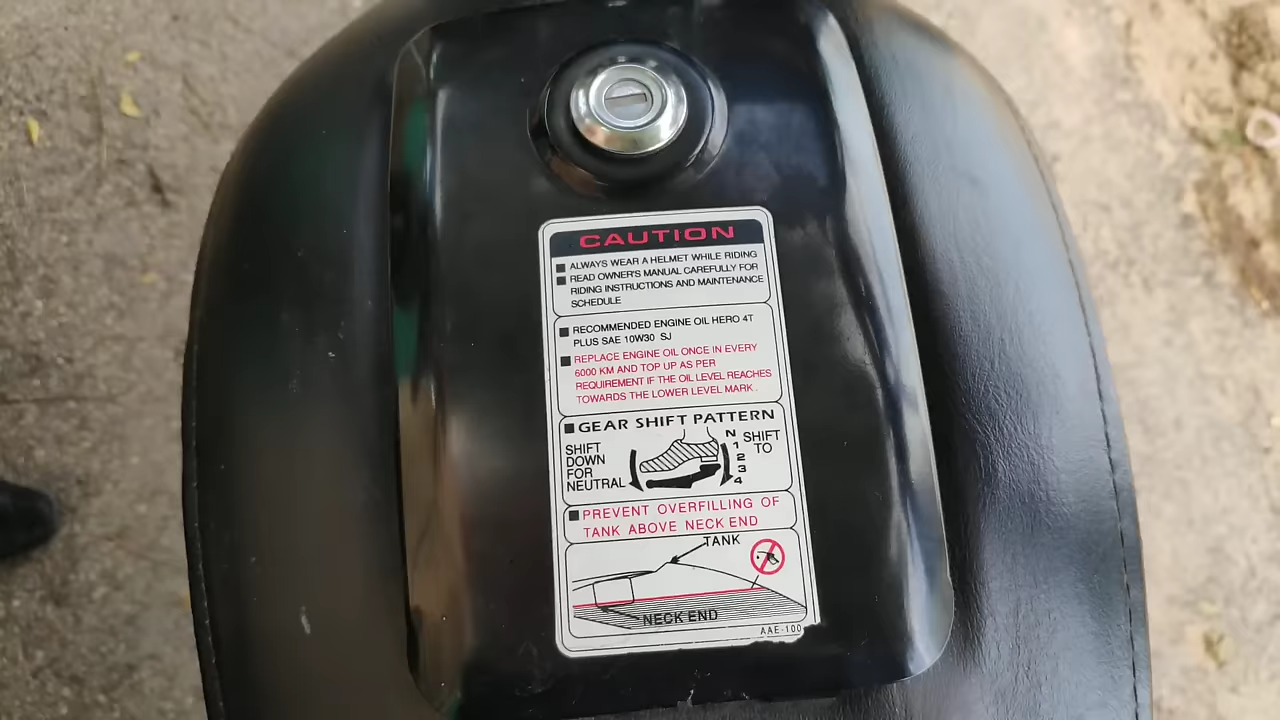 CAUTION
ALWAYS WEAR A HELMET WHILE RIDING
READ OWNER'S MANUAL CAREFULLY FOR
RIDING INSTRUCTIONS AND MAINTENANCE
SCHEDULE
RECOMMENDED ENGINE OIL HERO 4T
PLUS SAE 10W30 SJ
REPLACE ENGINE OIL ONCE IN EVERY
6000 KM AND TOP UP AS PER
REQUIREMENT IF THE OIL LEVEL REACHES
TOWARDS THE LOWER LEVEL MARK.
GEAR SHIFT PATTERN
SHIFT
DOWN
FOR
NEUTRAL
N
1
2
3
4
SHIFT
TO
PREVENT OVERFILLING OF
TANK ABOVE NECK END
TANK
NECK END
AAE-100